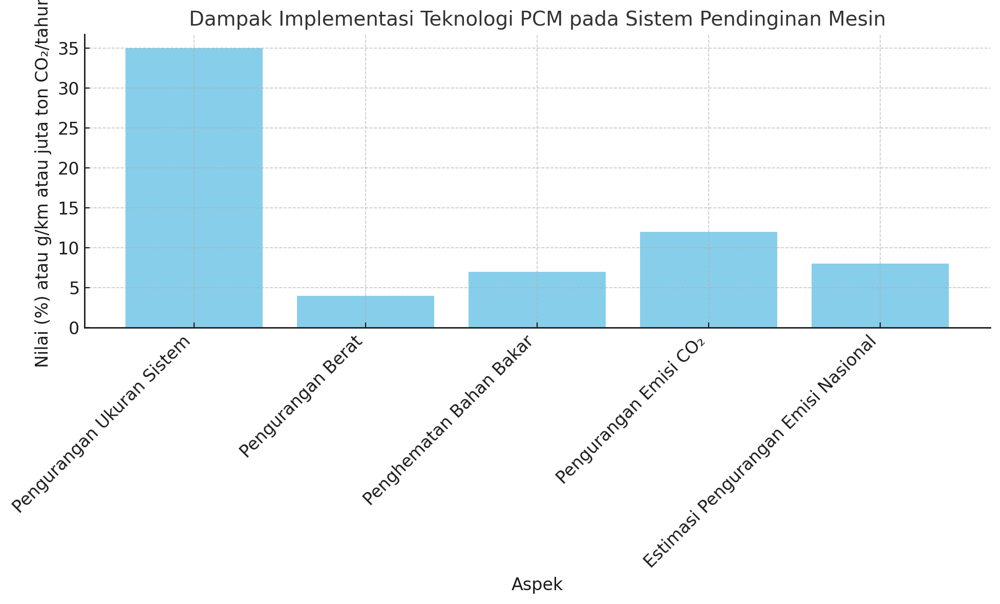 Dampak Implementasi Teknologi PCM pada Sistem Pendinginan Mesin
Nilai (%) atau g/km atau juta ton CO₂/tahun
35
30
25
20
15
10
5
0
Pengurangan Ukuran Sistem
Pengurangan Berat
Penghematan Bahan Bakar
Pengurangan Emisi CO₂
Estimasi Pengurangan Emisi Nasional
Aspek